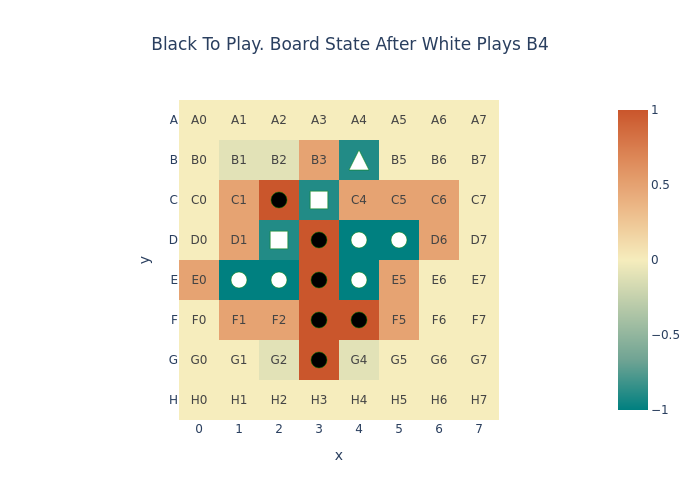 Black To Play. Board State After White Plays B4
A A0 A1 A2 A3 A4 A5 A6 A7
B B0 B1 B2 B3 B5 B6 B7
C C0 C1 C4 C5 C6 C7
D D0 D1 D6 D7
E E0 E5 E6 E7
F F0 F1 F2 F5 F6 F7
G G0 G1 G2 G4 G5 G6 G7
H H0 H1 H2 H3 H4 H5 H6 H7
0 1 2 3 4 5 6 7
x
y
1
0.5
0
−0.5
−1